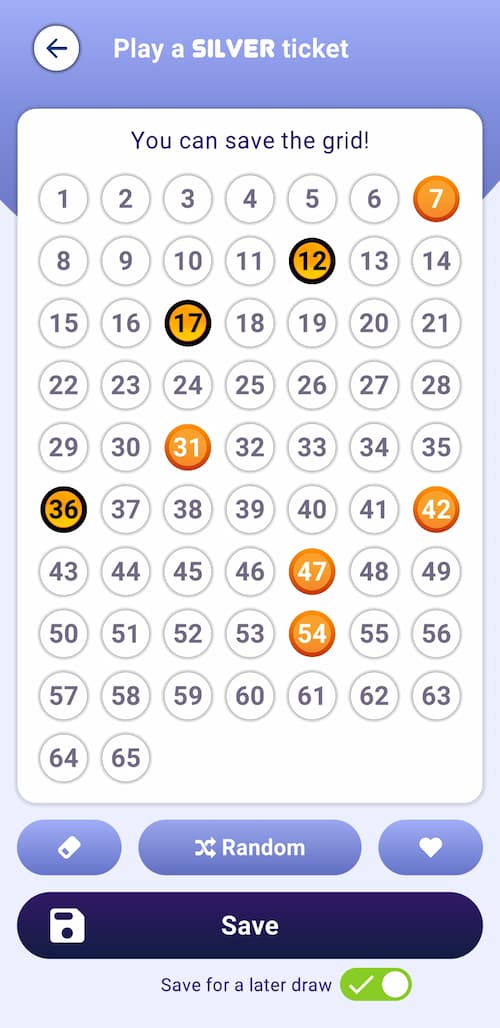 Play a SILVER ticket
You can save the grid!
1 2 3 4 5 6 7
8 9 10 11 12 13 14
15 16 17 18 19 20 21
22 23 24 25 26 27 28
29 30 31 32 33 34 35
36 37 38 39 40 41 42
43 44 45 46 47 48 49
50 51 52 53 54 55 56
57 58 59 60 61 62 63
64 65
Random
Save
Save for a later draw